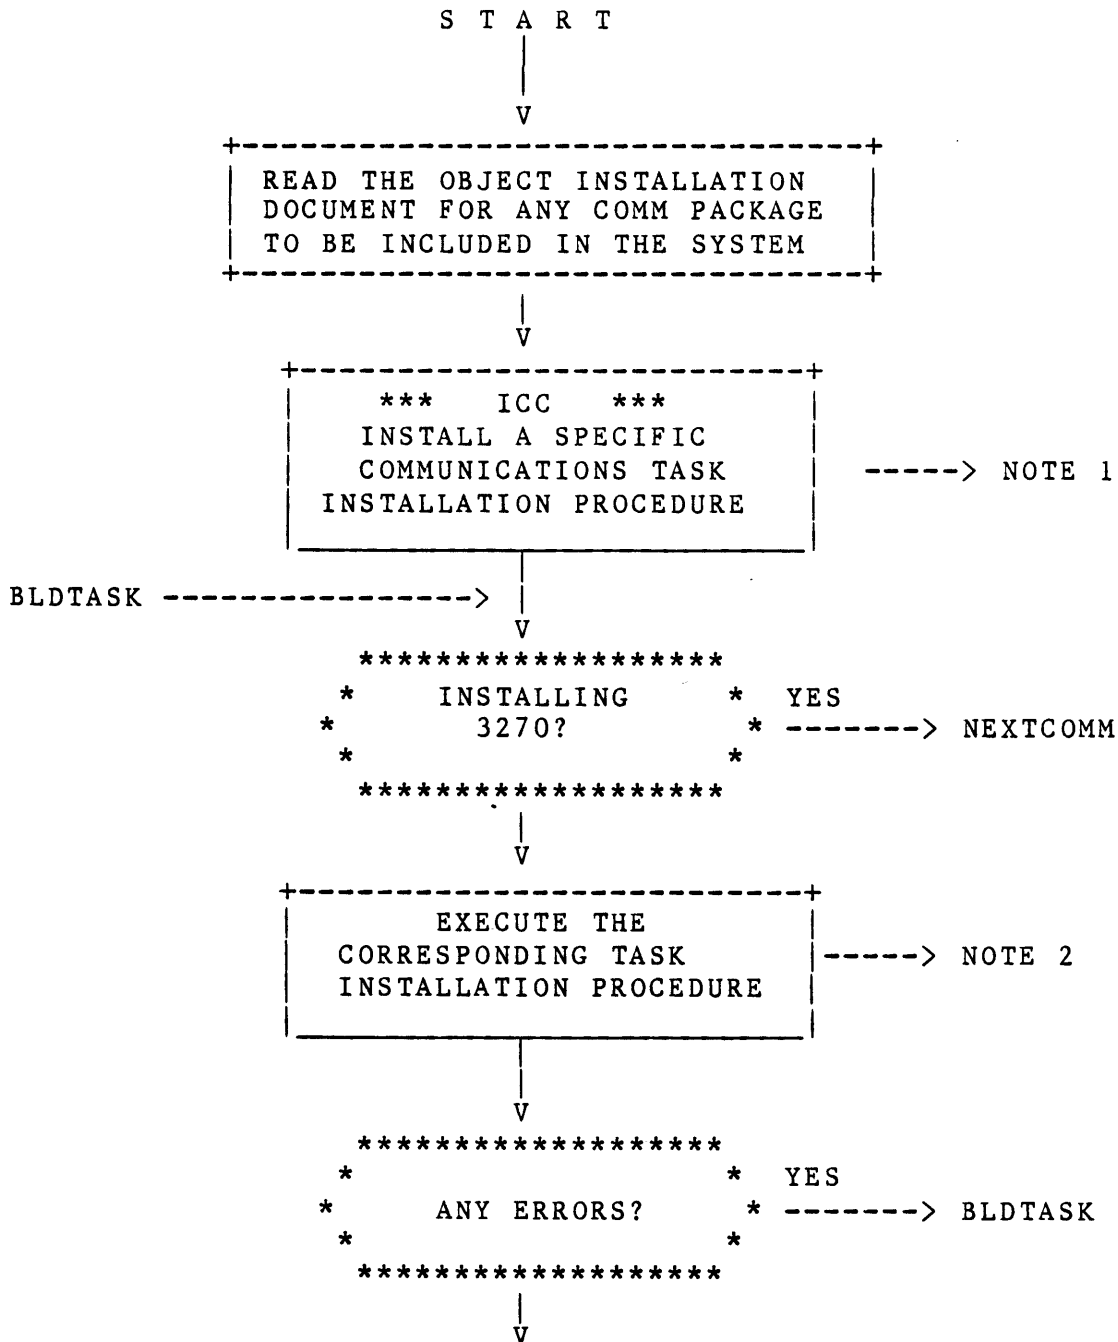 S T A R T
READ THE OBJECT INSTALLATION
DOCUMENT FOR ANY COMM PACKAGE
TO BE INCLUDED IN THE SYSTEM
*** ICC ***
INSTALL A SPECIFIC
COMMUNICATIONS TASK
INSTALLATION PROCEDURE
NOTE 1
BLDTASK
INSTALLING
3270?
YES
NEXTCOMM
EXECUTE THE
CORRESPONDING TASK
INSTALLATION PROCEDURE
NOTE 2
ANY ERRORS?
YES
BLDTASK